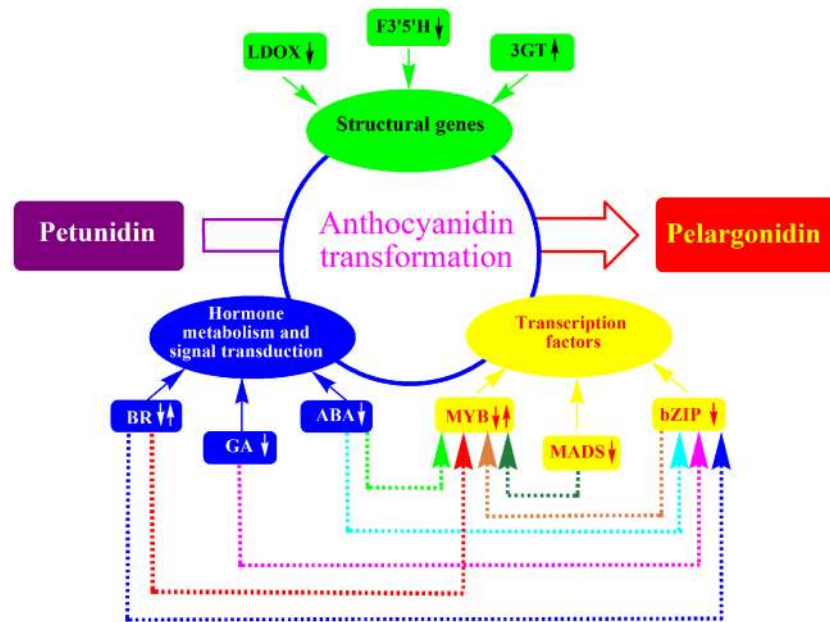 F3'5'H↓
LDOX↓
3GT↑
Structural genes
Petunidin
Anthocyanidin
transformation
Pelargonidin
Hormone
metabolism and
signal transduction
Transcription
factors
BR↓↑
ABA↓
MYB↓↑
bZIP↓
GA↓
MADS↓